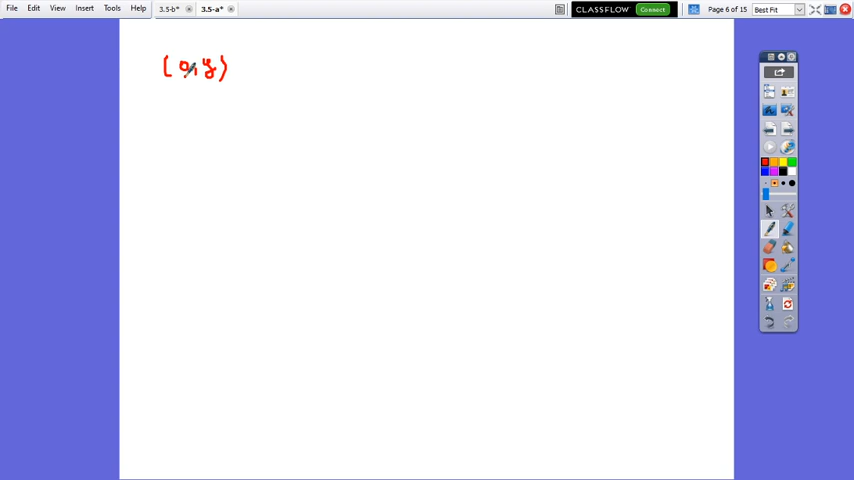 File Edit View Insert Tools Help 3.5-b* 3.5-a* CLASSFLOW Connect Page 6 of 15 Best Fit
( , y)